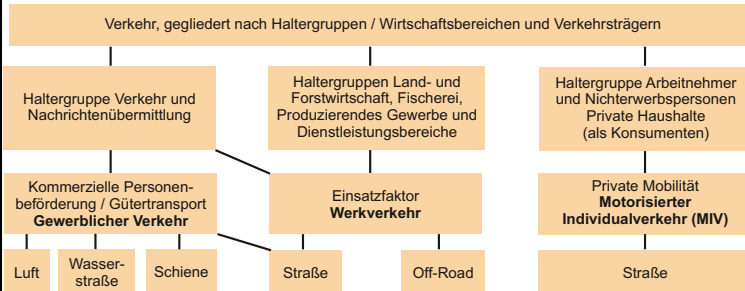 Verkehr, gegliedert nach Haltergruppen / Wirtschaftsbereichen und Verkehrsträgern
Haltergruppe Verkehr und
Nachrichtenübermittlung
Haltergruppen Land- und
Forstwirtschaft, Fischerei,
Produzierendes Gewerbe und
Dienstleistungsbereiche
Haltergruppe Arbeitnehmer
und Nichterwerbspersonen
Private Haushalte
(als Konsumenten)
Kommerzielle Personen-
beförderung / Gütertransport
Gewerblicher Verkehr
Einsatzfaktor
Werkverkehr
Private Mobilität
Motorisierter
Individualverkehr (MIV)
Luft
Wasser-
straße
Schiene
Straße
Off-Road
Straße